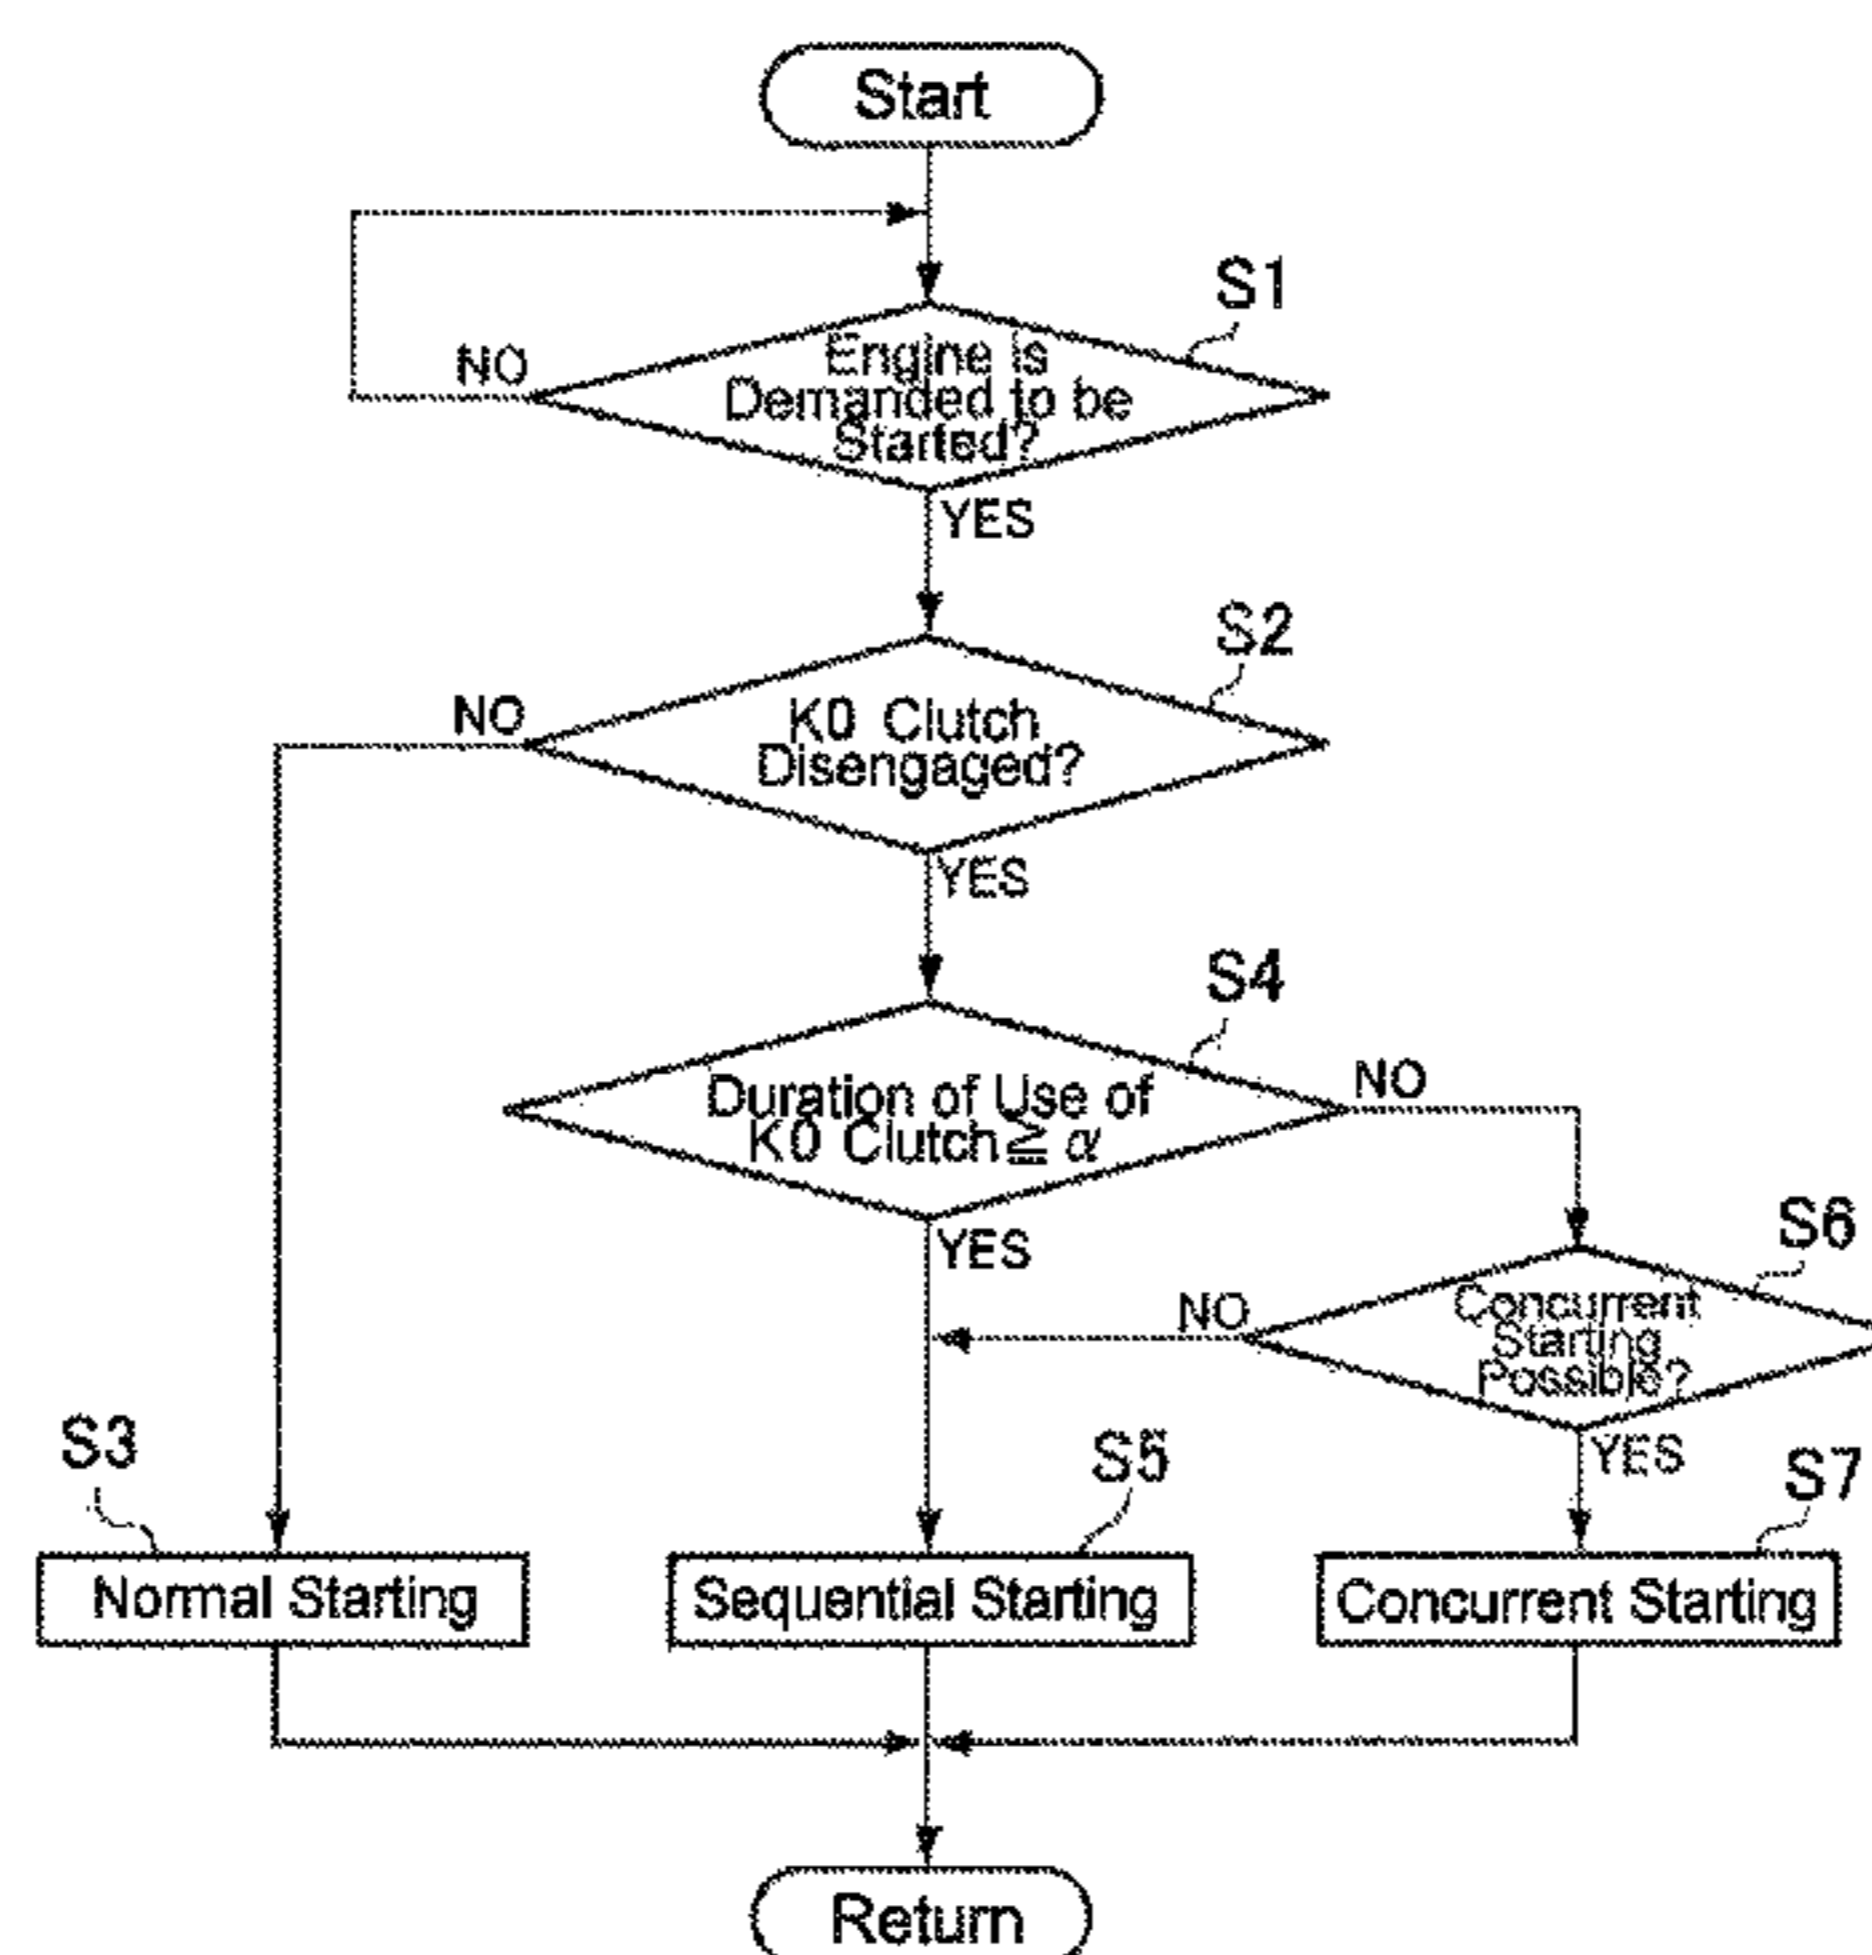 Start
S1
NO
Engine is
Demanded to be
Started?
YES
S2
NO
K0 Clutch
Disengaged?
YES
S4
NO
Duration of Use of
K0 Clutch≧ α
YES
S6
NO
Concurrent
Starting
Possible?
YES
S3
S5
S7
Normal Starting
Sequential Starting
Concurrent Starting
Return